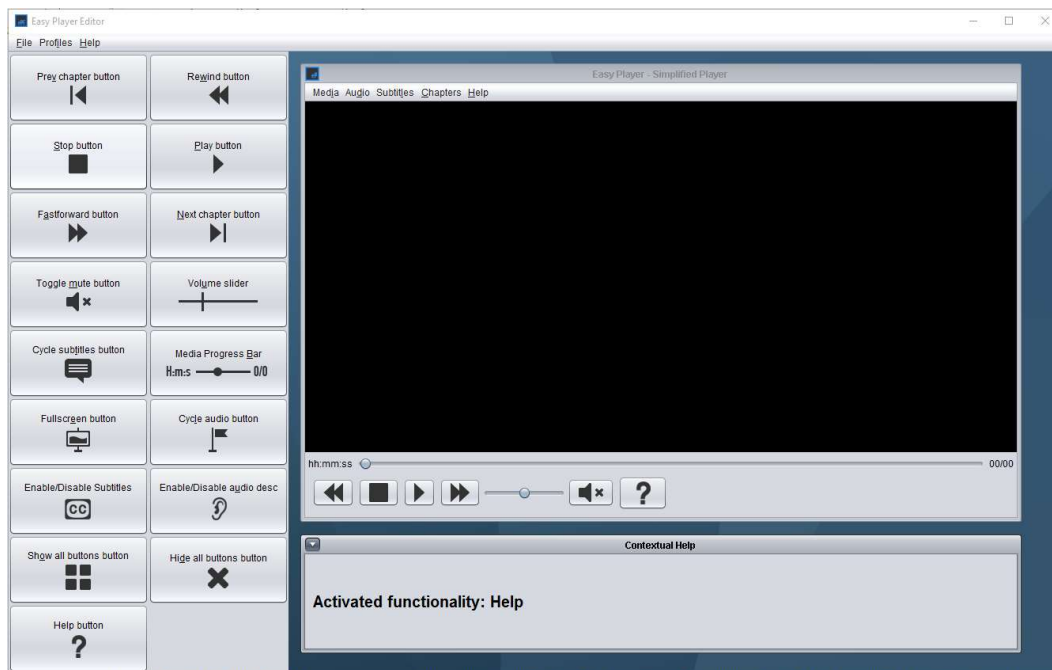 Easy Player Editor
File Profiles Help
Prev chapter button
Rewind button
Stop button
Play button
Fastforward button
Next chapter button
Toggle mute button
Volume slider
Cycle subtitles button
Media Progress Bar
H:m:s 0/0
Fullscreen button
Cycle audio button
Enable/Disable Subtitles
CC
Enable/Disable audio desc
Show all buttons button
Hide all buttons button
Help button
?
Easy Player - Simplified Player
Media Audio Subtitles Chapters Help
hh:mm:ss 00/00
?
Contextual Help
Activated functionality: Help